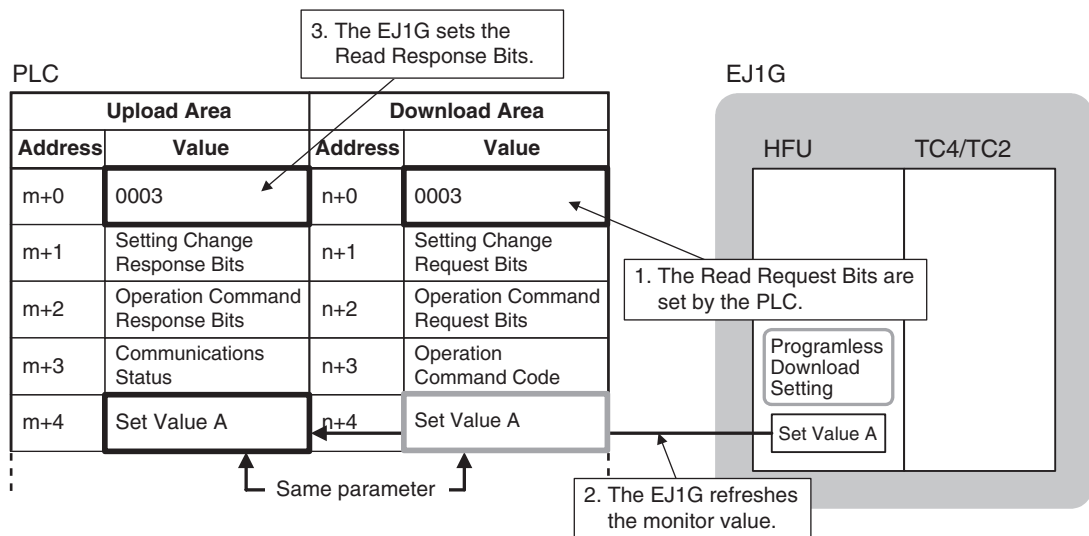 3. The EJ1G sets the
Read Response Bits.
PLC
EJ1G
Upload Area
Download Area
Address
Value
Address
Value
HFU
TC4/TC2
m+0
0003
n+0
0003
m+1
Setting Change
Response Bits
n+1
Setting Change
Request Bits
1. The Read Request Bits are
set by the PLC.
m+2
Operation Command
Response Bits
n+2
Operation Command
Request Bits
m+3
Communications
Status
n+3
Operation
Command Code
Programless
Download
Setting
m+4
Set Value A
n+4
Set Value A
Set Value A
Same parameter
2. The EJ1G refreshes
the monitor value.